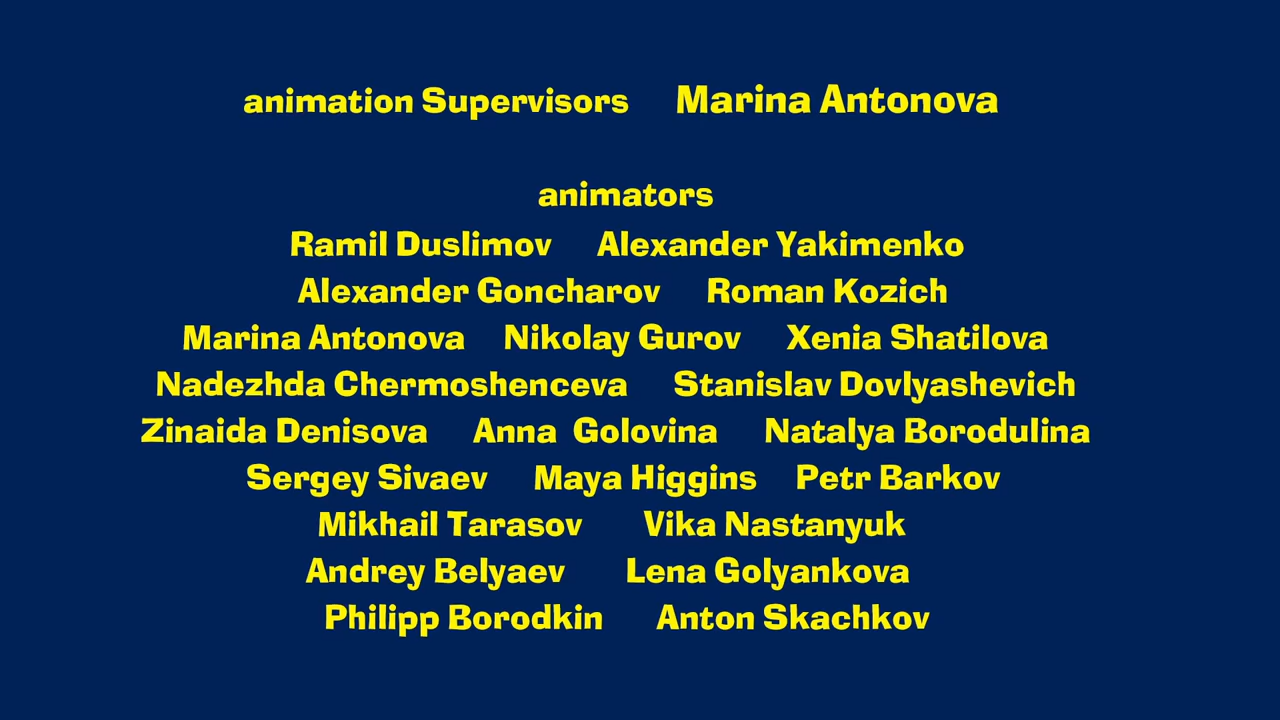 animation Supervisors Marina Antonova
animators
Ramil Duslimov Alexander Yakimenko
Alexander Goncharov Roman Kozich
Marina Antonova Nikolay Gurov Xenia Shatilova
Nadezhda Chermoshenceva Stanislav Dovlyashevich
Zinaida Denisova Anna Golovina Natalya Borodulina
Sergey Sivaev Maya Higgins Petr Barkov
Mikhail Tarasov Vika Nastanyuk
Andrey Belyaev Lena Golyankova
Philipp Borodkin Anton Skachkov